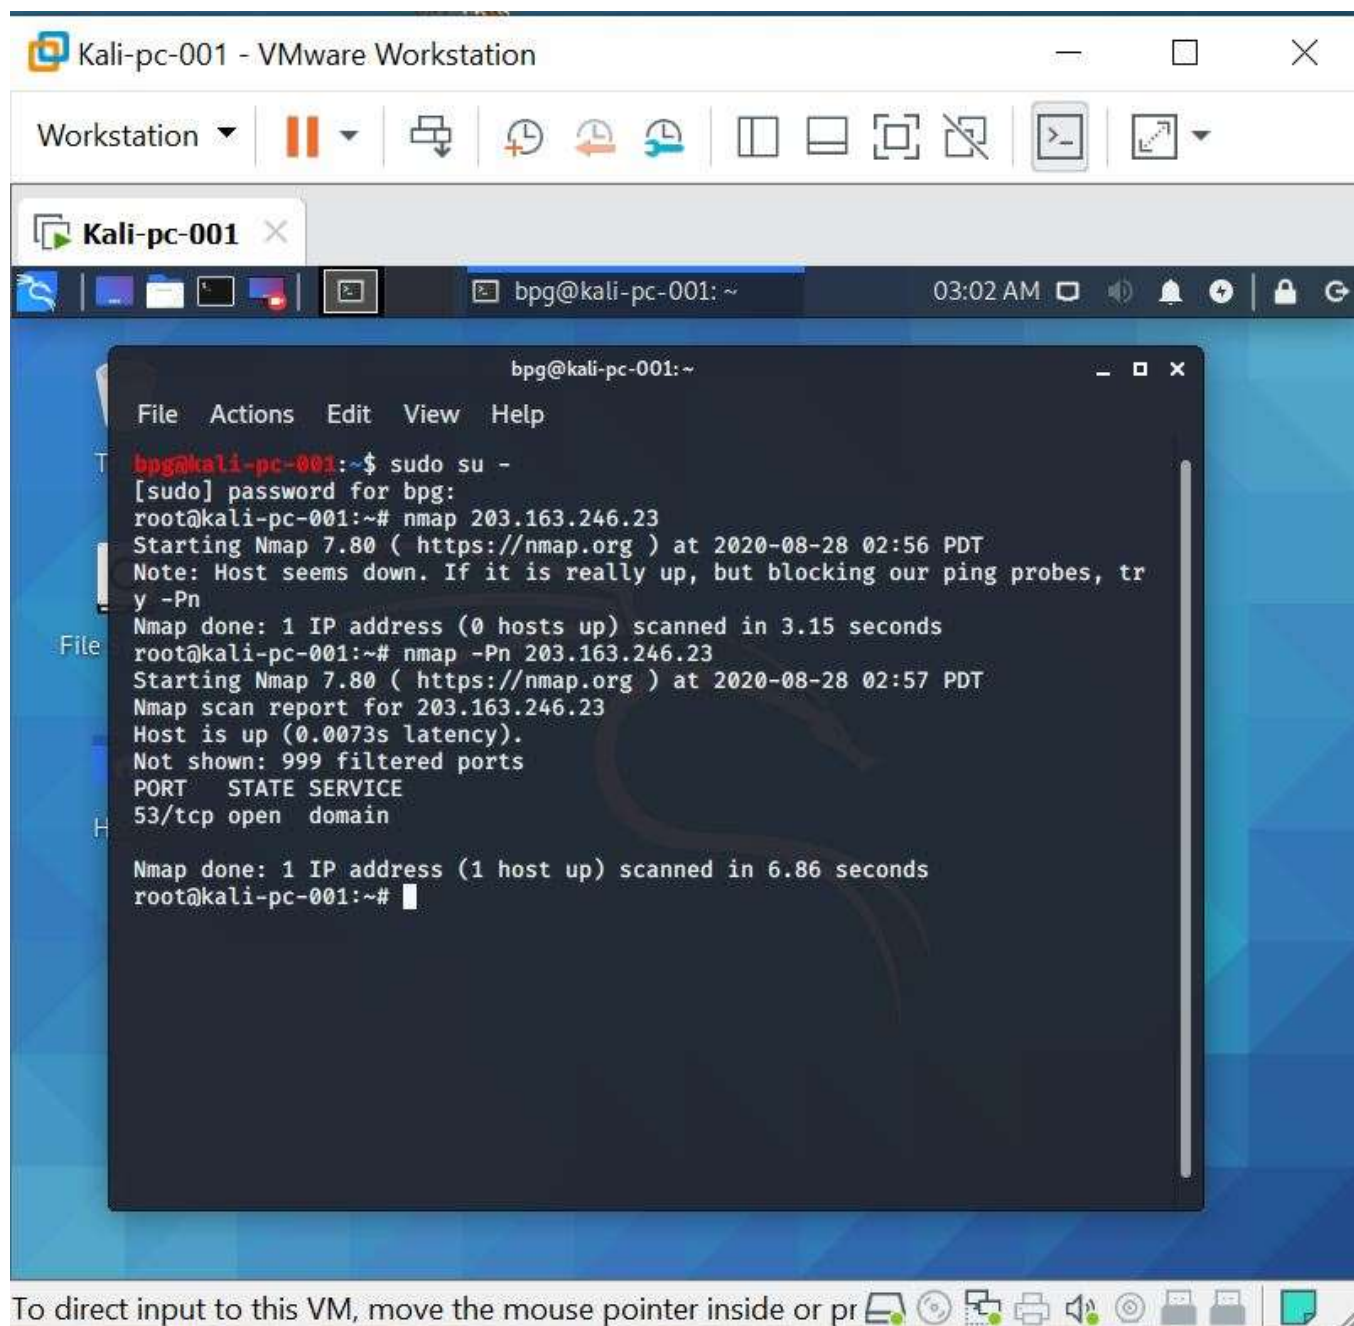 Kali-pc-001 - VMware Workstation
Workstation
Kali-pc-001
bpg@kali-pc-001: ~
03:02 AM
bpg@kali-pc-001:~
File Actions Edit View Help
bpg@kali-pc-001:~$ sudo su -
[sudo] password for bpg:
root@kali-pc-001:~# nmap 203.163.246.23
Starting Nmap 7.80 ( https://nmap.org ) at 2020-08-28 02:56 PDT
Note: Host seems down. If it is really up, but blocking our ping probes, tr
y -Pn
Nmap done: 1 IP address (0 hosts up) scanned in 3.15 seconds
File
root@kali-pc-001:~# nmap -Pn 203.163.246.23
Starting Nmap 7.80 ( https://nmap.org ) at 2020-08-28 02:57 PDT
Nmap scan report for 203.163.246.23
Host is up (0.0073s latency).
Not shown: 999 filtered ports
PORT   STATE SERVICE
53/tcp open  domain
H
Nmap done: 1 IP address (1 host up) scanned in 6.86 seconds
root@kali-pc-001:~#
To direct input to this VM, move the mouse pointer inside or pr